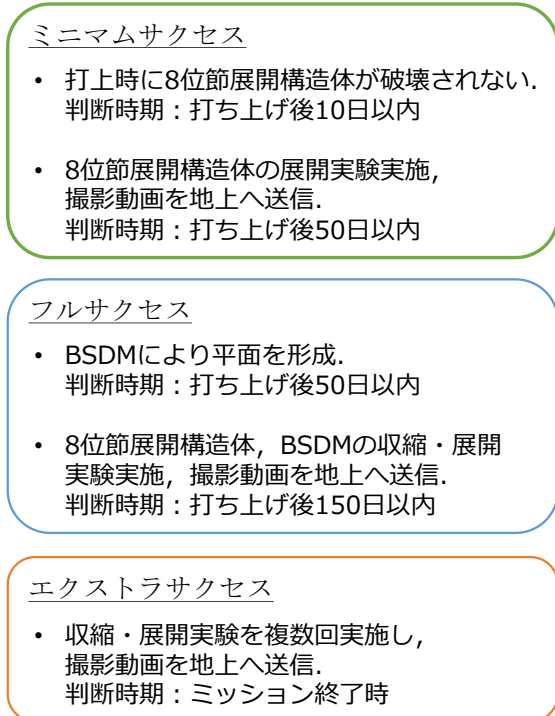 ミニマムサクセス
• 打上時に8位節展開構造体が破壊されない.
判断時期：打ち上げ後10日以内
• 8位節展開構造体の展開実験実施,
撮影動画を地上へ送信.
判断時期：打ち上げ後50日以内
フルサクセス
• BSDMにより平面を形成.
判断時期：打ち上げ後50日以内
• 8位節展開構造体，BSDMの収縮・展開
実験実施，撮影動画を地上へ送信.
判断時期：打ち上げ後150日以内
エクストラサクセス
• 収縮・展開実験を複数回実施し,
撮影動画を地上へ送信.
判断時期：ミッション終了時